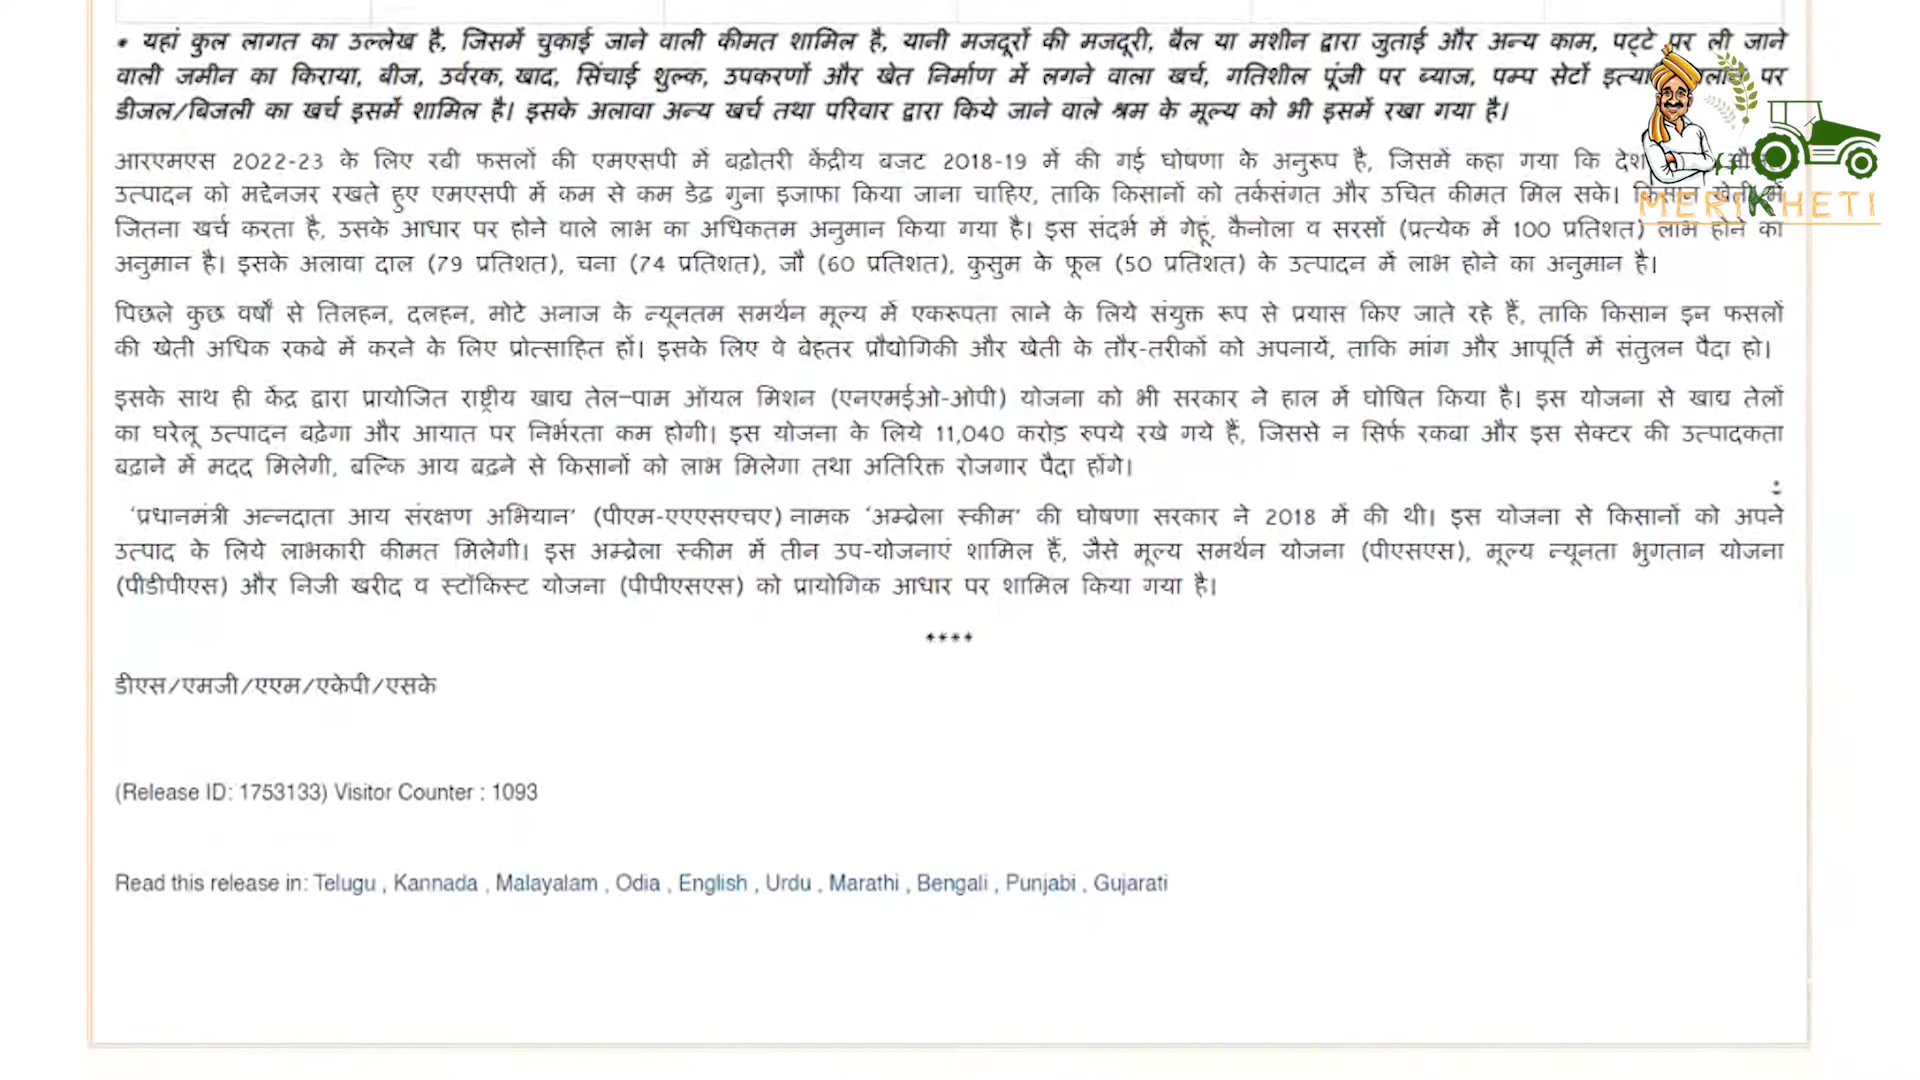 • यहां कुल लागत का उल्लेख है, जिसमें चुकाई जाने वाली कीमत शामिल है, यानी मजदूरों की मजदूरी, बैल या मशीन द्वारा जुताई और अन्य काम, पट्टे पर ली जाने
वाली जमीन का किराया, बीज, उर्वरक, खाद, सिंचाई शुल्क, उपकरणों और खेत निर्माण में लगने वाला खर्च, गतिशील पूंजी पर ब्याज, पम्प सेटों पर
डीजल/बिजली का खर्च इसमें शामिल है। इसके अलावा अन्य खर्च तथा परिवार द्वारा किये जाने वाले श्रम के मूल्य को भी इसमें रखा गया है।
आरएमएस 2022-23 के लिए रबी फसलों की एमएसपी में बढ़ोतरी केंद्रीय बजट 2018-19 में की गई घोषणा के अनुरूप है, जिसमें कहा गया कि देश
उत्पादन को मद्देनजर रखते हुए एमएसपी में कम से कम डेढ़ गुना इजाफा किया जाना चाहिए, ताकि किसानों को तर्कसंगत और उचित कीमत मिल सके।
जितना खर्च करता है, उसके आधार पर होने वाले लाभ का अधिकतम अनुमान किया गया है। इस संदर्भ में गेहूं, कैनोला व सरसों (प्रत्येक में 100 प्रतिशत) लाभ होने का
अनुमान है। इसके अलावा दाल (79 प्रतिशत), चना (74 प्रतिशत), जौ (60 प्रतिशत), कुसुम के फूल (50 प्रतिशत) के उत्पादन में लाभ होने का अनुमान है।
पिछले कुछ वर्षों से तिलहन, दलहन, मोटे अनाज के न्यूनतम समर्थन मूल्य में एकरूपता लाने के लिये संयुक्त रूप से प्रयास किए जाते रहे हैं, ताकि किसान इन फसलों
की खेती अधिक रकबे में करने के लिए प्रोत्साहित हों। इसके लिए वे बेहतर प्रौद्योगिकी और खेती के तौर-तरीकों को अपनायें, ताकि मांग और आपूर्ति में संतुलन पैदा हो।
इसके साथ ही केंद्र द्वारा प्रायोजित राष्ट्रीय खाद्य तेल–पाम ऑयल मिशन (एनएमईओ-ओपी) योजना को भी सरकार ने हाल में घोषित किया है। इस योजना से खाद्य तेलों
का घरेलू उत्पादन बढ़ेगा और आयात पर निर्भरता कम होगी। इस योजना के लिये 11,040 करोड़ रुपये रखे गये हैं, जिससे न सिर्फ रकबा और इस सेक्टर की उत्पादकता
बढ़ाने में मदद मिलेगी, बल्कि आय बढ़ने से किसानों को लाभ मिलेगा तथा अतिरिक्त रोजगार पैदा होंगे।
‘प्रधानमंत्री अन्नदाता आय संरक्षण अभियान’ (पीएम-एएएसएचए) नामक ‘अम्ब्रेला स्कीम’ की घोषणा सरकार ने 2018 में की थी। इस योजना से किसानों को अपने
उत्पाद के लिये लाभकारी कीमत मिलेगी। इस अम्ब्रेला स्कीम में तीन उप-योजनाएं शामिल हैं, जैसे मूल्य समर्थन योजना (पीएसएस), मूल्य न्यूनता भुगतान योजना
(पीडीपीएस) और निजी खरीद व स्टॉकिस्ट योजना (पीपीएसएस) को प्रायोगिक आधार पर शामिल किया गया है।
****
डीएस/एमजी/एएम/एकेपी/एसके
(Release ID: 1753133) Visitor Counter : 1093
Read this release in: Telugu , Kannada , Malayalam , Odia , English , Urdu , Marathi , Bengali , Punjabi , Gujarati
MERIKHETI